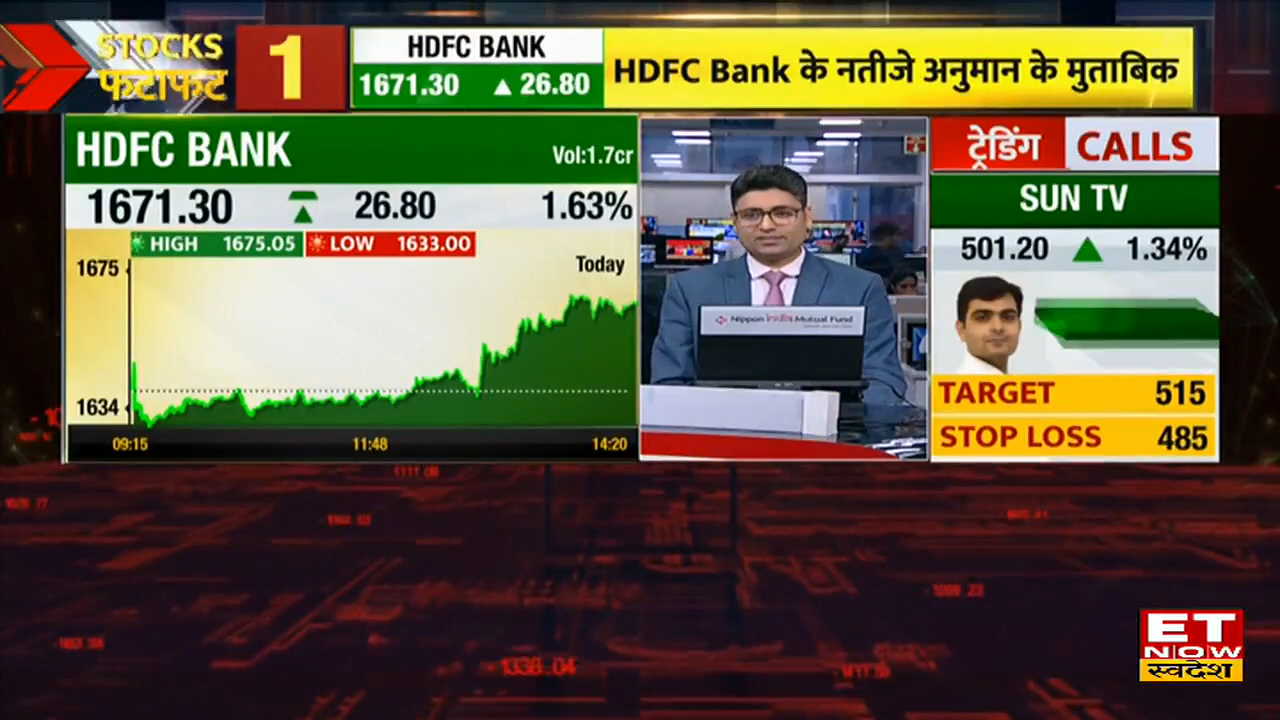 STOCKS
फटाफट
1
HDFC BANK
1671.30 ▲ 26.80
HDFC Bank के नतीजे अनुमान के मुताबिक
HDFC BANK
Vol:1.7cr
1671.30 26.80 1.63%
HIGH 1675.05 LOW 1633.00
Today
1675
1634
09:15 11:48 14:20
Nippon India Mutual Fund
ट्रेडिंग CALLS
SUN TV
501.20 ▲ 1.34%
TARGET 515
STOP LOSS 485
1338.04
ET
NOW
स्वदेश